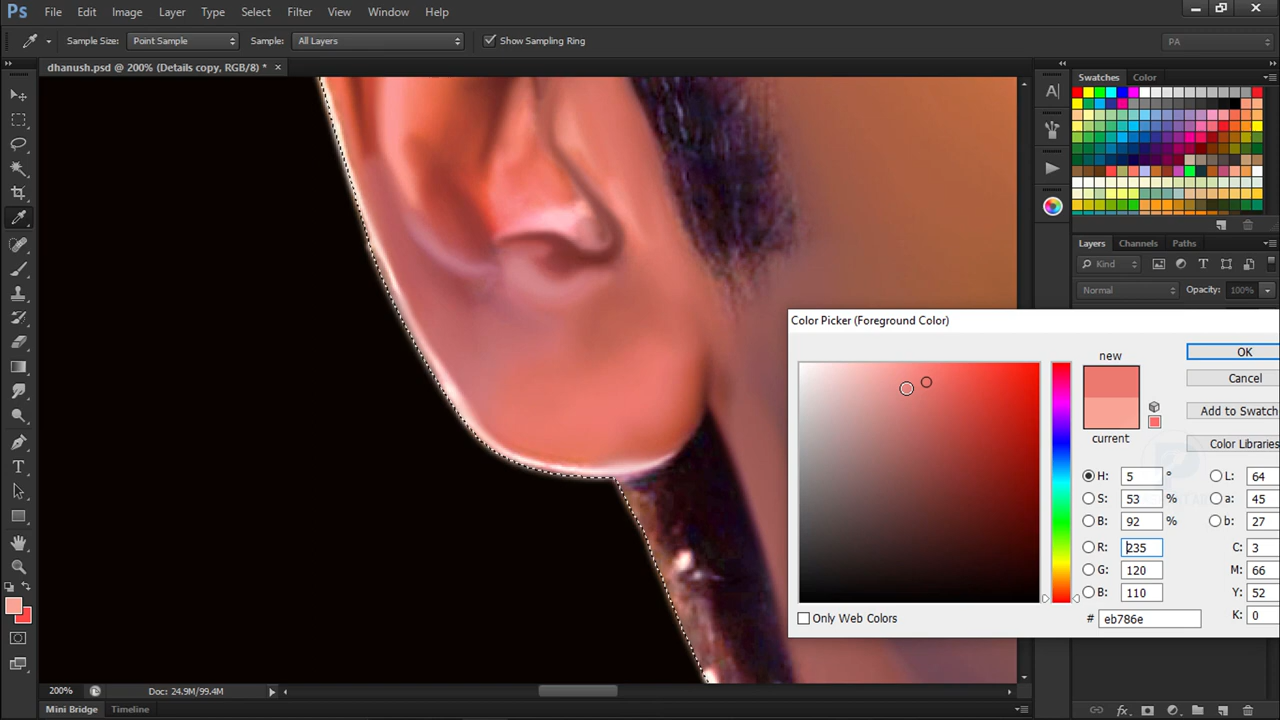 Ps File Edit Image Layer Type Select Filter View Window Help
Sample Size: Point Sample Sample: All Layers Show Sampling Ring PA
dhanush.psd @ 200% (Details copy, RGB/8) * ×
Swatches Color
Layers Channels Paths
Kind
Normal Opacity: 100%
Color Picker (Foreground Color)
new
OK
Cancel
Add to Swatch
current
Color Libraries
H: 5 ° L: 64
S: 53 % a: 45
B: 92 % b: 27
R: 235 C: 3
G: 120 M: 66
B: 110 Y: 52
Only Web Colors # eb786e K: 0
200% Doc: 24.9M/99.4M
Mini Bridge Timeline